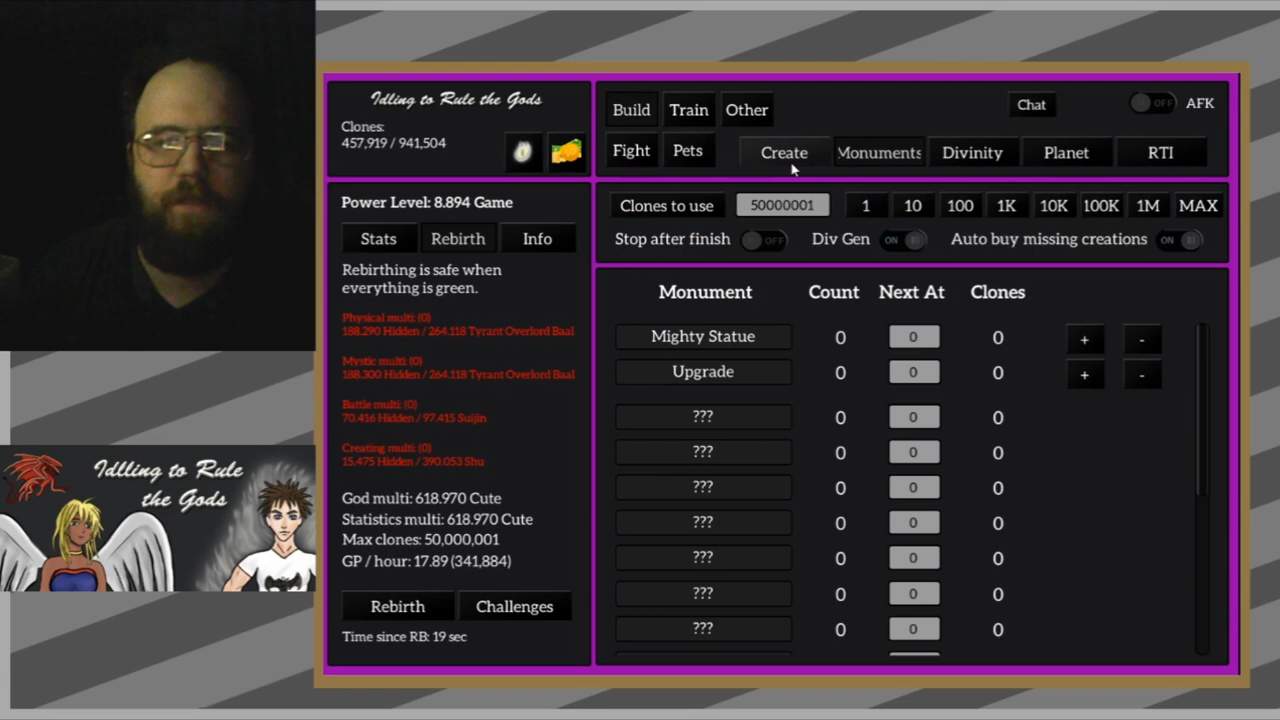 Idling to Rule the Gods
Clones:
457,919 / 941,504
Build
Train
Other
Chat
OFF
AFK
Fight
Pets
Create
Monuments
Divinity
Planet
RTI
Power Level: 8.894 Game
Stats
Rebirth
Info
Rebirthing is safe when
everything is green.
Physical multi: (0)
188.290 Hidden / 264.118 Tyrant Overlord Baal
Mystic multi: (0)
188.300 Hidden / 264.118 Tyrant Overlord Baal
Battle multi: (0)
70.416 Hidden / 97.415 Suijin
Creating multi: (0)
15.475 Hidden / 390.053 Shu
God multi: 618.970 Cute
Statistics multi: 618.970 Cute
Max clones: 50,000,001
GP / hour: 17.89 (341,884)
Rebirth
Challenges
Time since RB: 19 sec
Clones to use
50000001
1
10
100
1K
10K
100K
1M
MAX
Stop after finish
OFF
Div Gen
ON
Auto buy missing creations
ON
Monument Count Next At Clones
Mighty Statue 0 0 0 + -
Upgrade 0 0 0 + -
??? 0 0 0
??? 0 0 0
??? 0 0 0
??? 0 0 0
??? 0 0 0
??? 0 0 0
??? 0 0 0
Idlling to Rule
the Gods